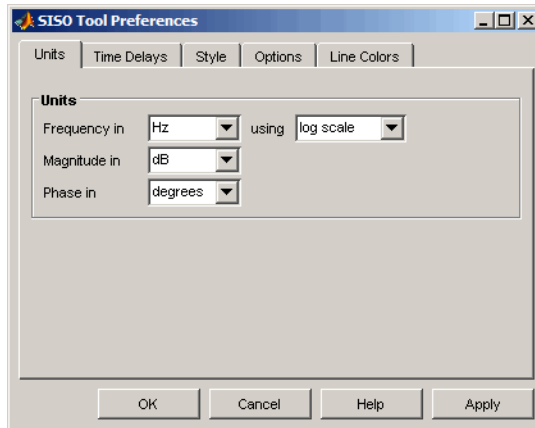 SISO Tool Preferences
Units Time Delays Style Options Line Colors
Units
Frequency in Hz using log scale
Magnitude in dB
Phase in degrees
OK Cancel Help Apply